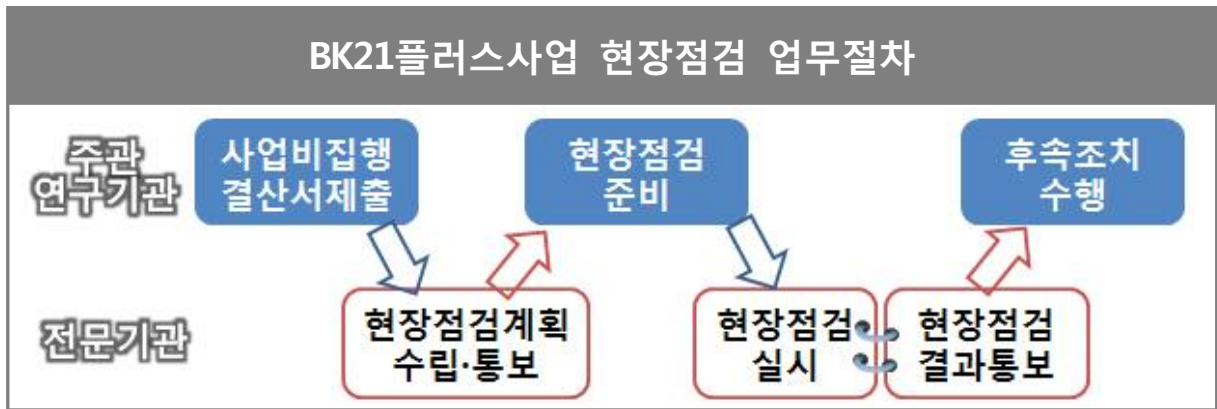 BK21플러스사업 현장점검 업무절차
주관
연구기관
사업비집행
결산서제출
현장점검
준비
후속조치
수행
전문기관
현장점검계획
수립·통보
현장점검
실시
현장점검
결과통보